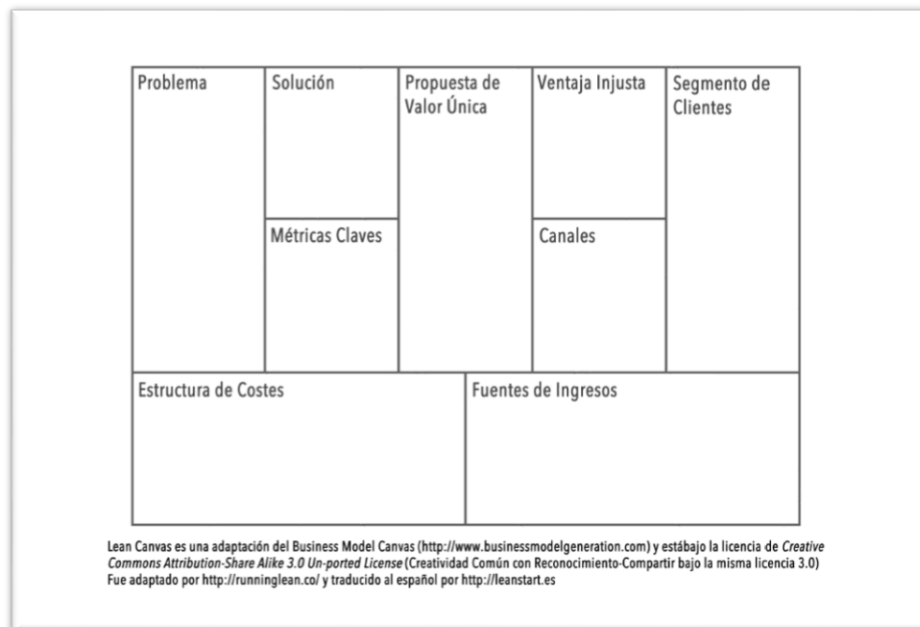 Problema
Solución
Propuesta de
Valor Única
Ventaja Injusta
Segmento de
Clientes
Métricas Claves
Canales
Estructura de Costes
Fuentes de Ingresos
Lean Canvas es una adaptación del Business Model Canvas (http://www.businessmodelgeneration.com) y estábajo la licencia de Creative
Commons Attribution-Share Alike 3.0 Un-ported License (Creatividad Común con Reconocimiento-Compartir bajo la misma licencia 3.0)
Fue adaptado por http://runninglean.co/ y traducido al español por http://leanstart.es